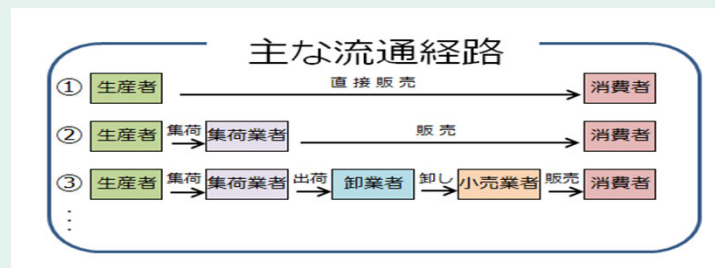 主な流通経路
① 生産者 直接販売 消費者
② 生産者 集荷 集荷業者 販売 消費者
③ 生産者 集荷 集荷業者 出荷 卸業者 卸し 小売業者 販売 消費者
⋮